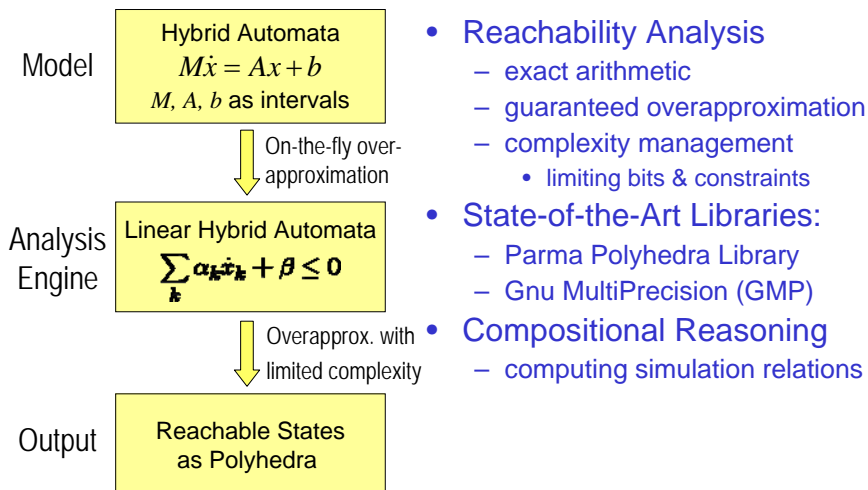 Model
Hybrid Automata
Mẋ = Ax + b
M, A, b as intervals
On-the-fly over-
approximation
Analysis
Engine
Linear Hybrid Automata
∑ₖ αₖẋₖ + β ≤ 0
Overapprox. with
limited complexity
Output
Reachable States
as Polyhedra
• Reachability Analysis
– exact arithmetic
– guaranteed overapproximation
– complexity management
• limiting bits & constraints
• State-of-the-Art Libraries:
– Parma Polyhedra Library
– Gnu MultiPrecision (GMP)
• Compositional Reasoning
– computing simulation relations